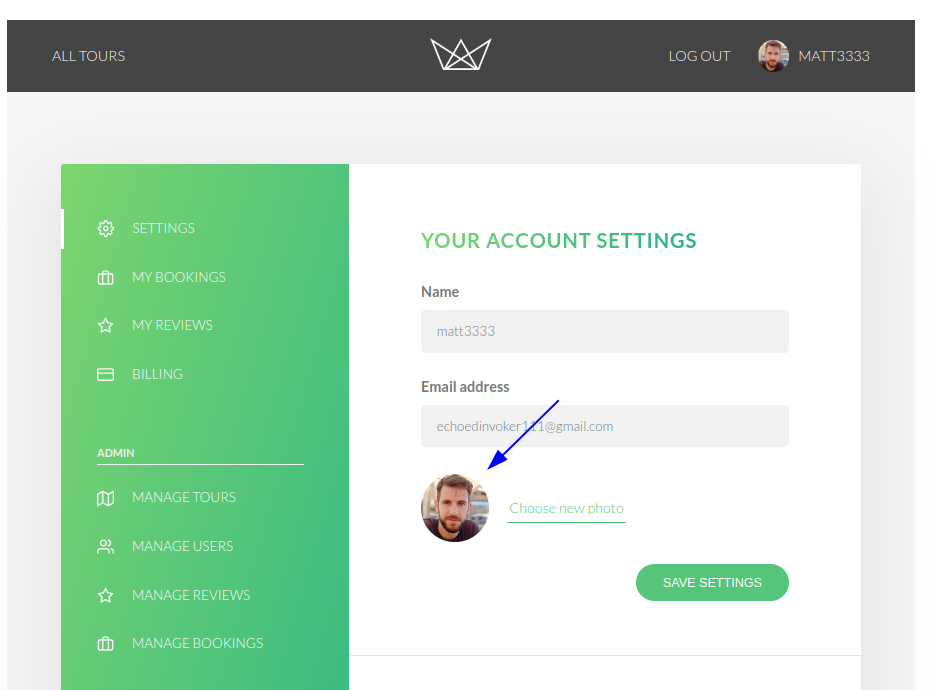 ALL TOURS
LOG OUT
MATT3333
SETTINGS
MY BOOKINGS
MY REVIEWS
BILLING
ADMIN
MANAGE TOURS
MANAGE USERS
MANAGE REVIEWS
MANAGE BOOKINGS
YOUR ACCOUNT SETTINGS
Name
matt3333
Email address
echoedinvoker111@gmail.com
Choose new photo
SAVE SETTINGS